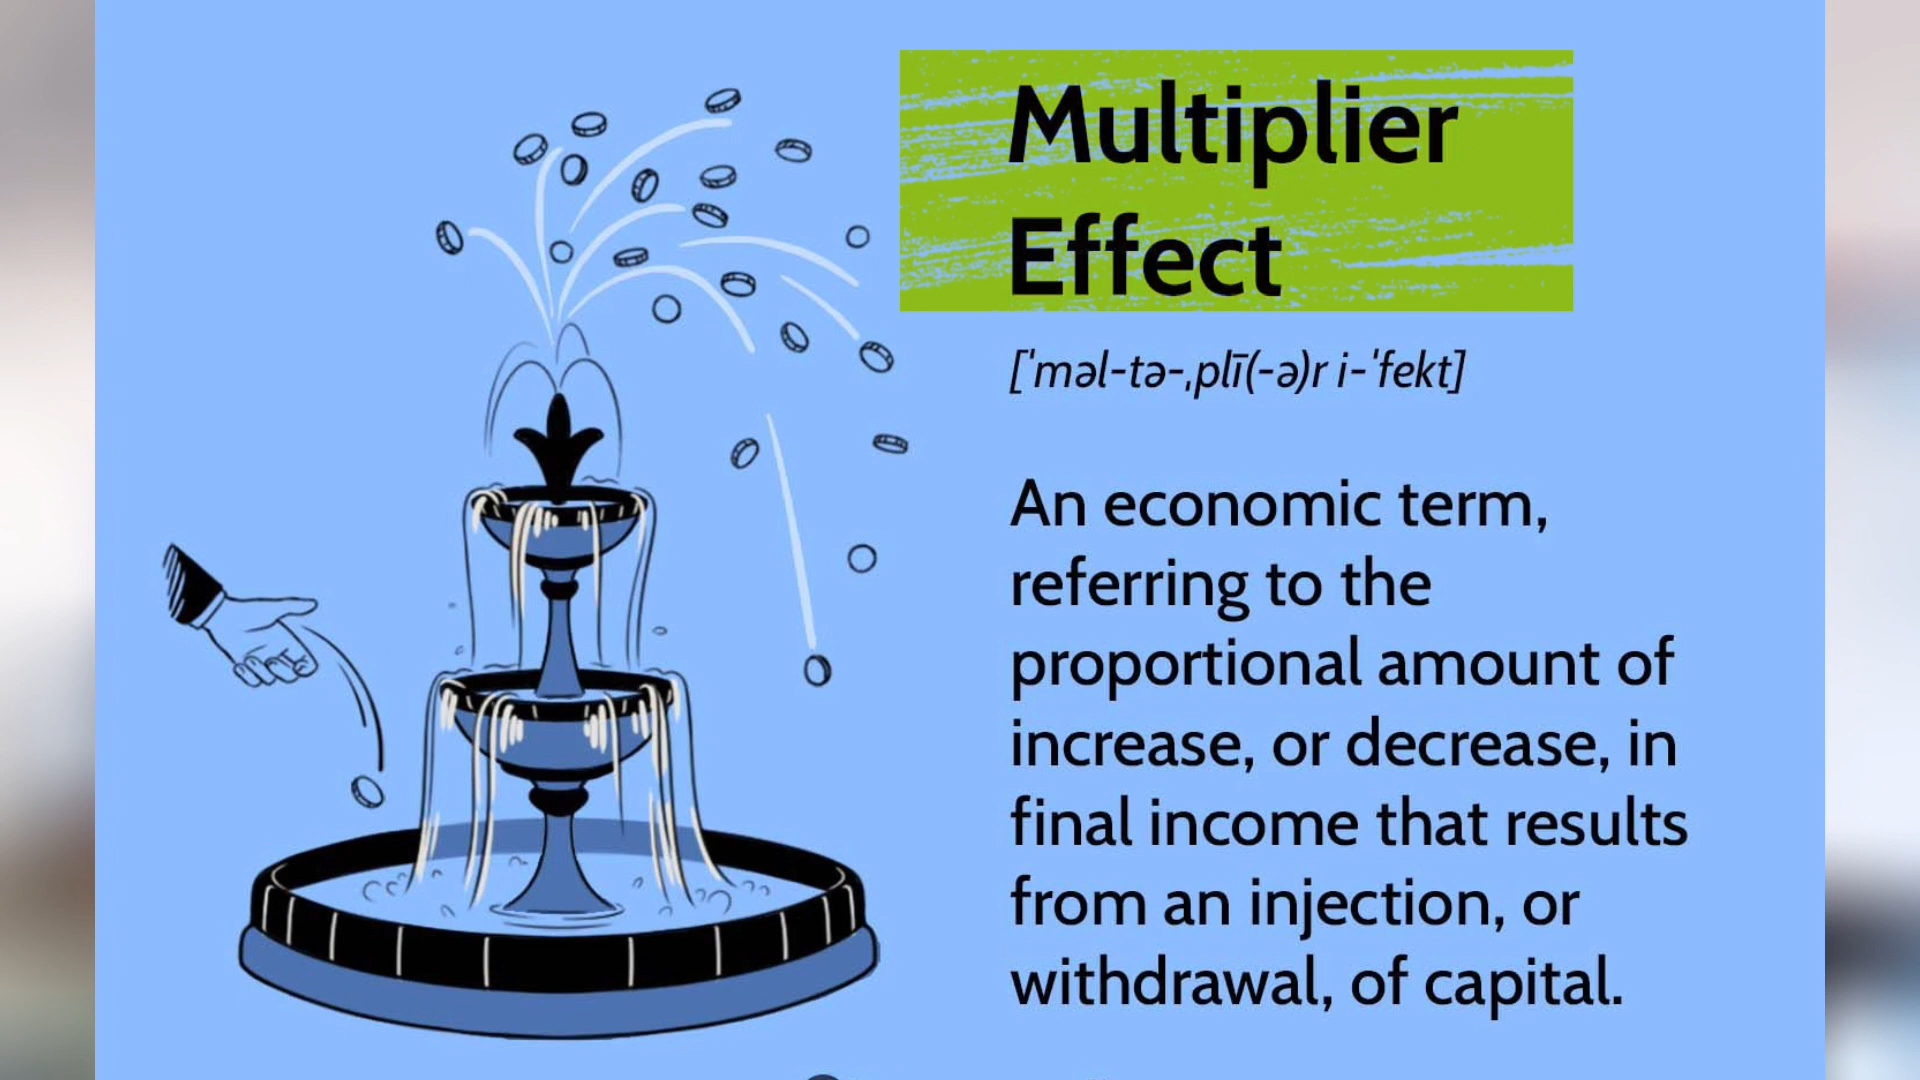 Multiplier
Effect
[ˈməl-tə-ˌplī(-ə)r i-ˈfekt]
An economic term,
referring to the
proportional amount of
increase, or decrease, in
final income that results
from an injection, or
withdrawal, of capital.